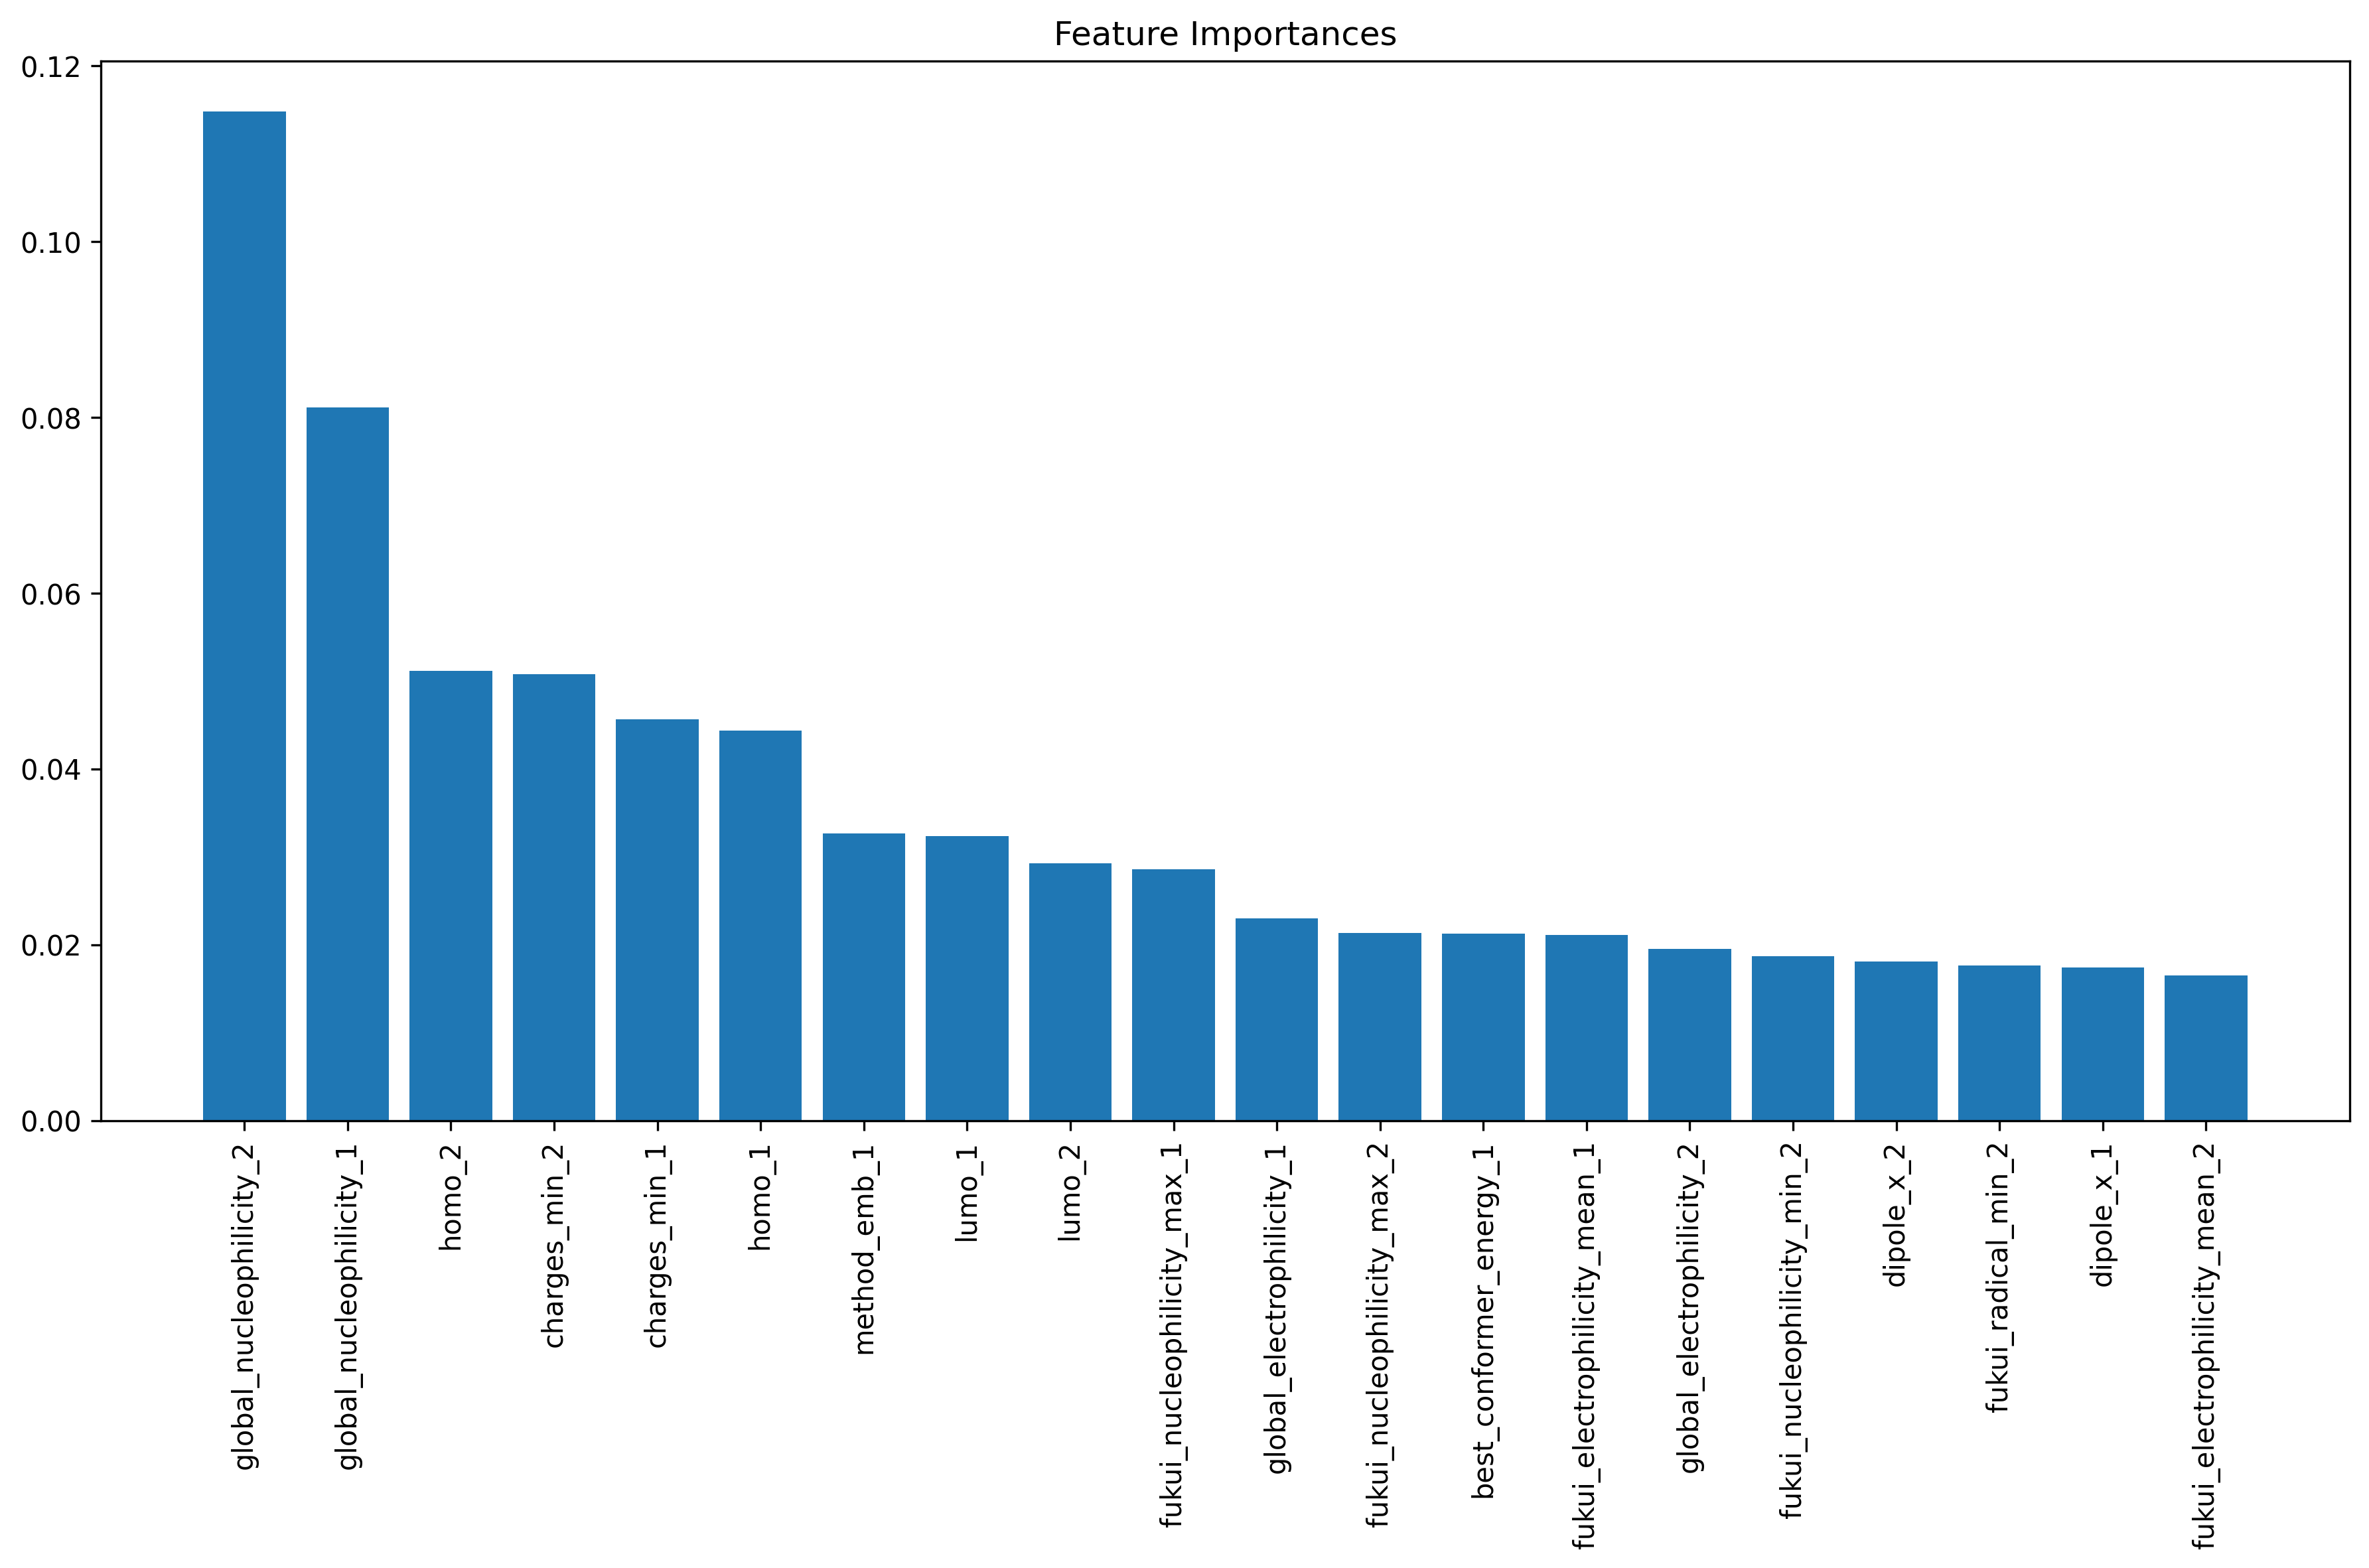 Feature Importances
0.12
0.10
0.08
0.06
0.04
0.02
0.00
global_nucleophilicity_2
global_nucleophilicity_1
homo_2
charges_min_2
charges_min_1
homo_1
method_emb_1
lumo_1
lumo_2
fukui_nucleophilicity_max_1
global_electrophilicity_1
fukui_nucleophilicity_max_2
best_conformer_energy_1
fukui_electrophilicity_mean_1
global_electrophilicity_2
fukui_nucleophilicity_min_2
dipole_x_2
fukui_radical_min_2
dipole_x_1
fukui_electrophilicity_mean_2